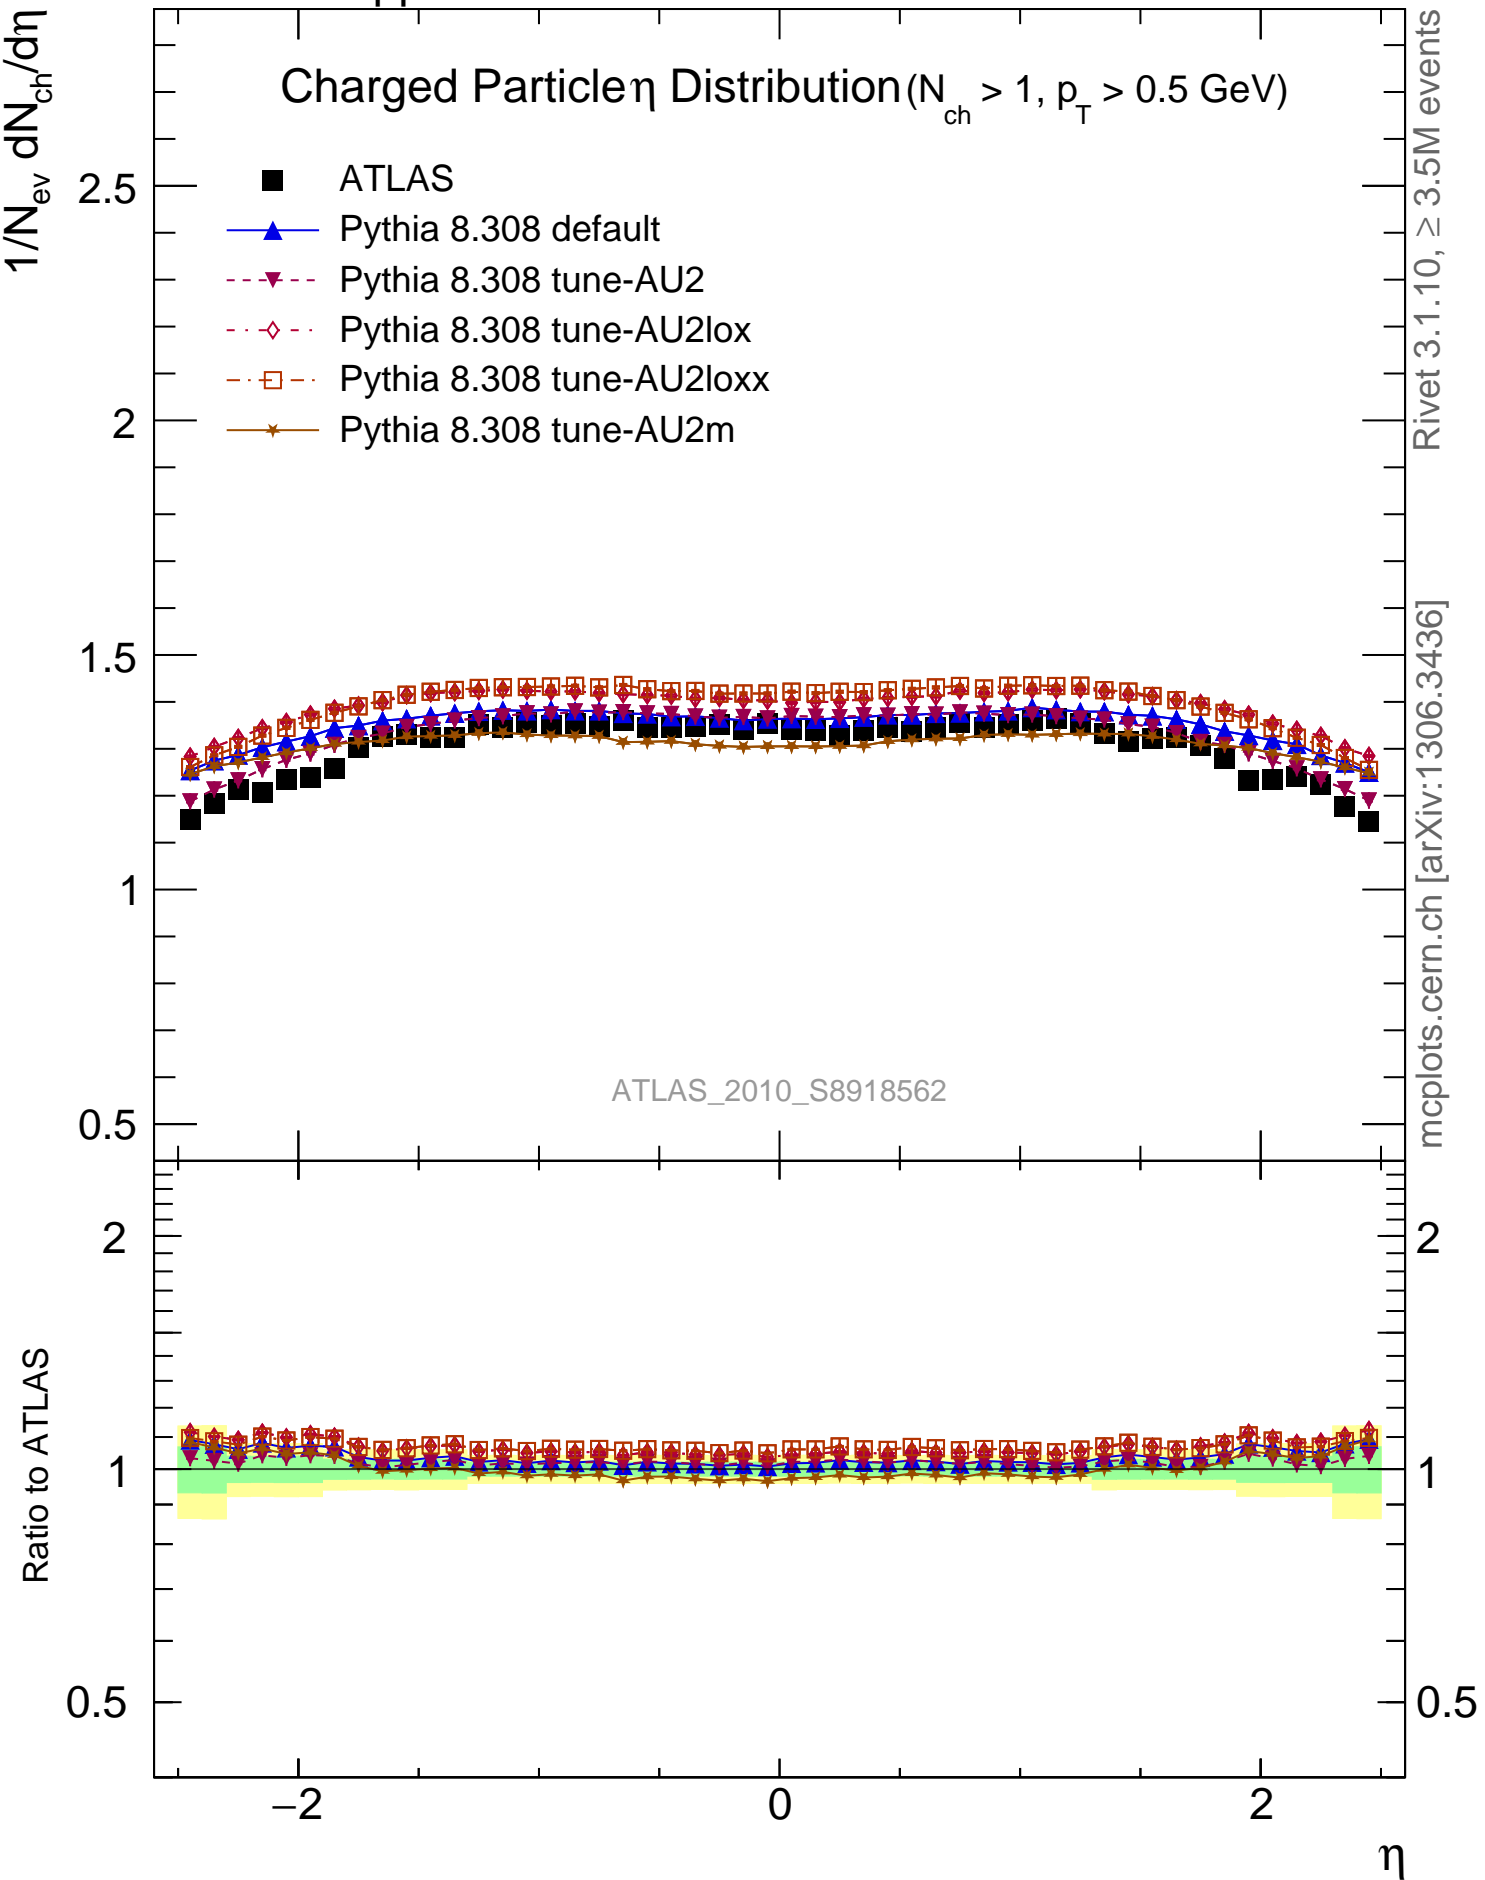 Charged Particle η Distribution (N_ch > 1, p_T > 0.5 GeV)
1/N_ev dN_ch/dη
ATLAS
Pythia 8.308 default
Pythia 8.308 tune-AU2
Pythia 8.308 tune-AU2lox
Pythia 8.308 tune-AU2loxx
Pythia 8.308 tune-AU2m
2.5
2
1.5
1
0.5
ATLAS_2010_S8918562
Rivet 3.1.10, ≥ 3.5M events
mcplots.cern.ch [arXiv:1306.3436]
Ratio to ATLAS
2
1
0.5
2
1
0.5
−2
0
2
η